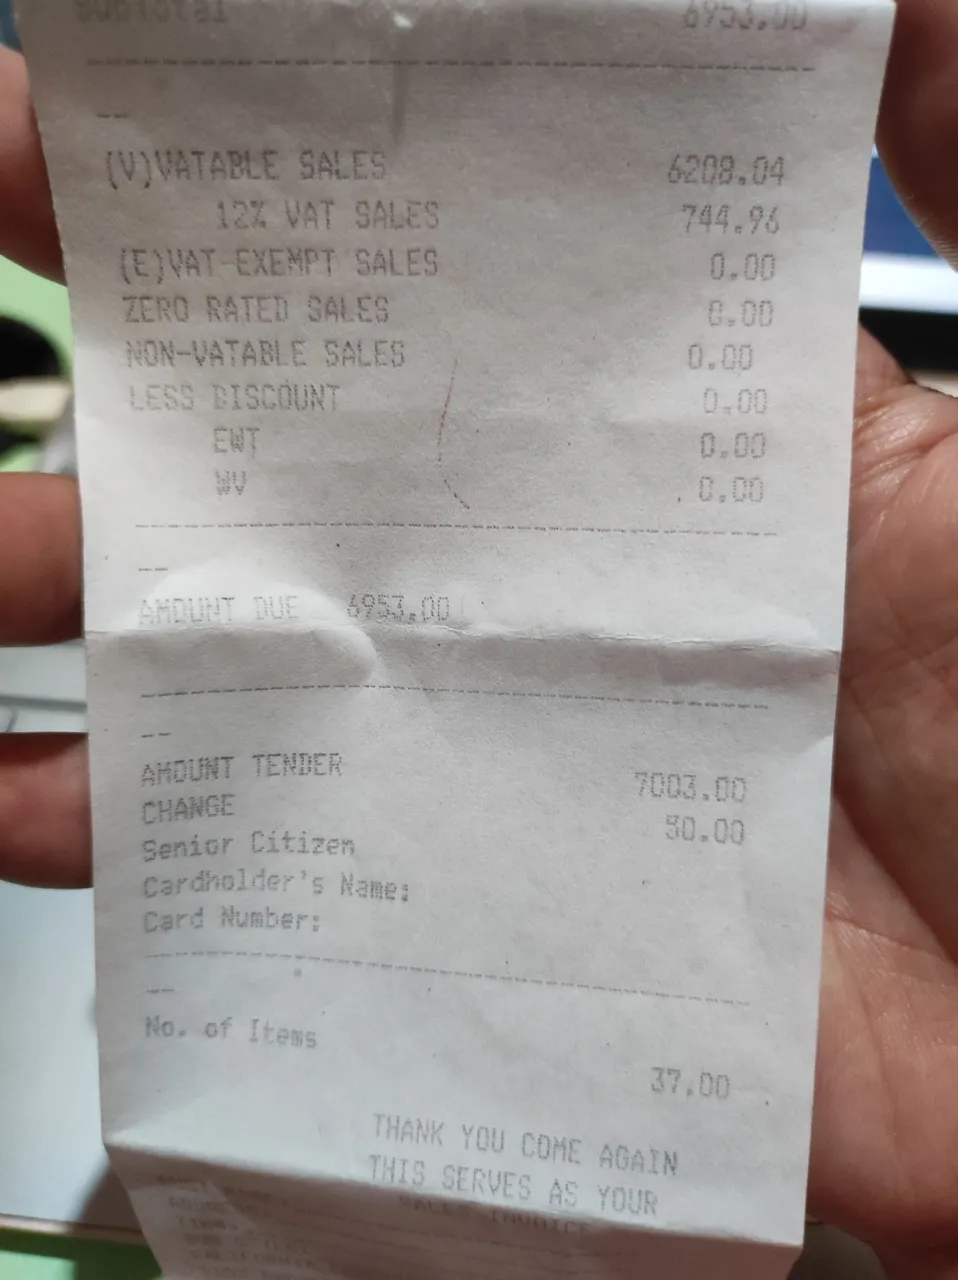 Subtotal 6953.00
--
(V)VATABLE SALES 6208.04
12% VAT SALES 744.96
(E)VAT-EXEMPT SALES 0.00
ZERO RATED SALES 0.00
NON-VATABLE SALES 0.00
LESS DISCOUNT 0.00
EWT 0.00
WV 0.00
--
AMOUNT DUE 6953.00
--
AMOUNT TENDER 7003.00
CHANGE 50.00
Senior Citizen
Cardholder's Name:
Card Number:
--
No. of Items
37.00
THANK YOU COME AGAIN
THIS SERVES AS YOUR
SALES INVOICE